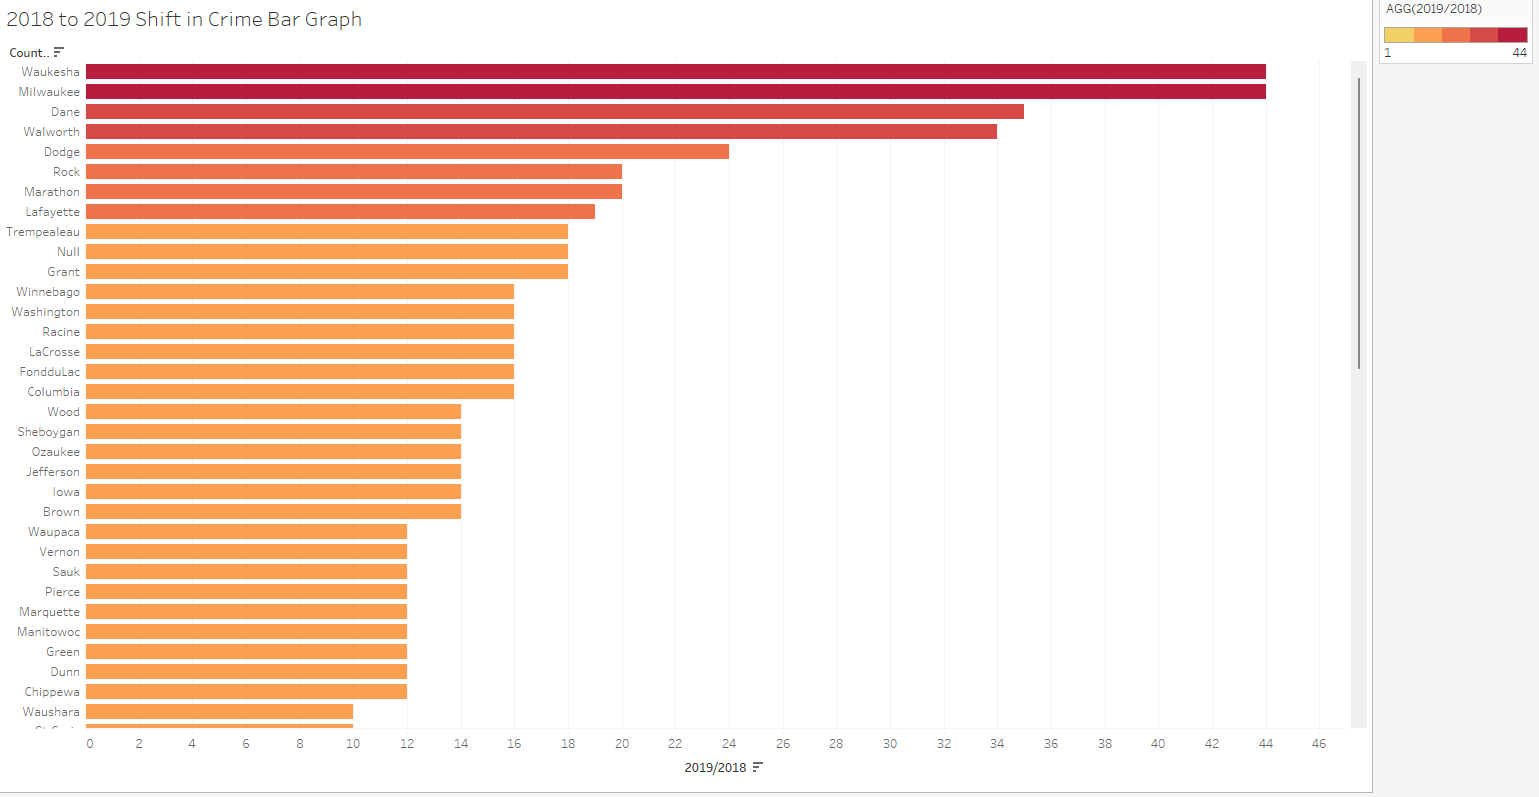 2018 to 2019 Shift in Crime Bar Graph
AGG(2019/2018)
1 44
Count..
Waukesha
Milwaukee
Dane
Walworth
Dodge
Rock
Marathon
Lafayette
Trempealeau
Null
Grant
Winnebago
Washington
Racine
LaCrosse
FondduLac
Columbia
Wood
Sheboygan
Ozaukee
Jefferson
Iowa
Brown
Waupaca
Vernon
Sauk
Pierce
Marquette
Manitowoc
Green
Dunn
Chippewa
Waushara
0 2 4 6 8 10 12 14 16 18 20 22 24 26 28 30 32 34 36 38 40 42 44 46
2019/2018